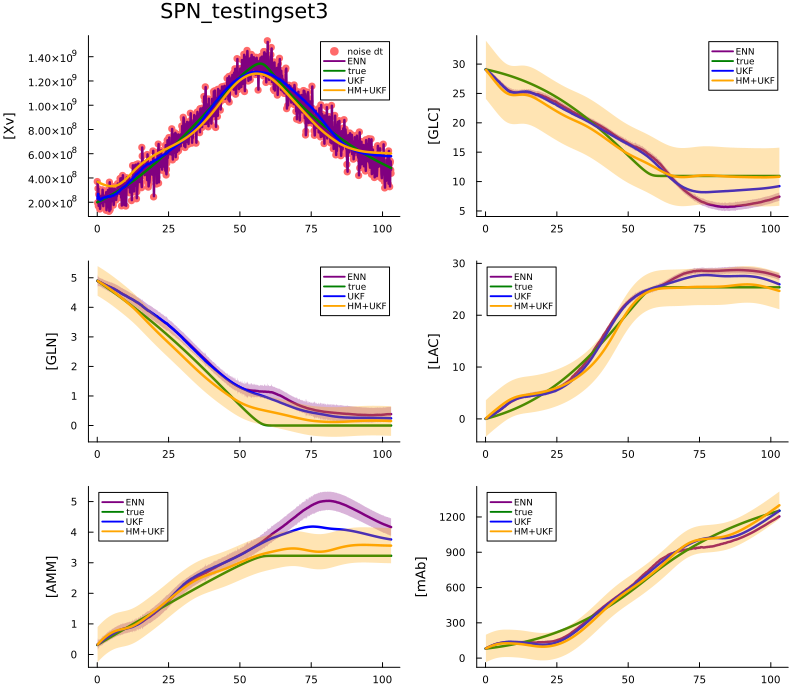 SPN_testingset3
[Xv]
1.40×10⁹
1.20×10⁹
1.00×10⁹
8.00×10⁸
6.00×10⁸
4.00×10⁸
2.00×10⁸
0 25 50 75 100
noise dt
ENN
true
UKF
HM+UKF
[GLC]
30
25
20
15
10
5
0 25 50 75 100
ENN
true
UKF
HM+UKF
[GLN]
5
4
3
2
1
0
0 25 50 75 100
ENN
true
UKF
HM+UKF
[LAC]
30
20
10
0
0 25 50 75 100
ENN
true
UKF
HM+UKF
[AMM]
5
4
3
2
1
0
0 25 50 75 100
ENN
true
UKF
HM+UKF
[mAb]
1200
900
600
300
0
0 25 50 75 100
ENN
true
UKF
HM+UKF